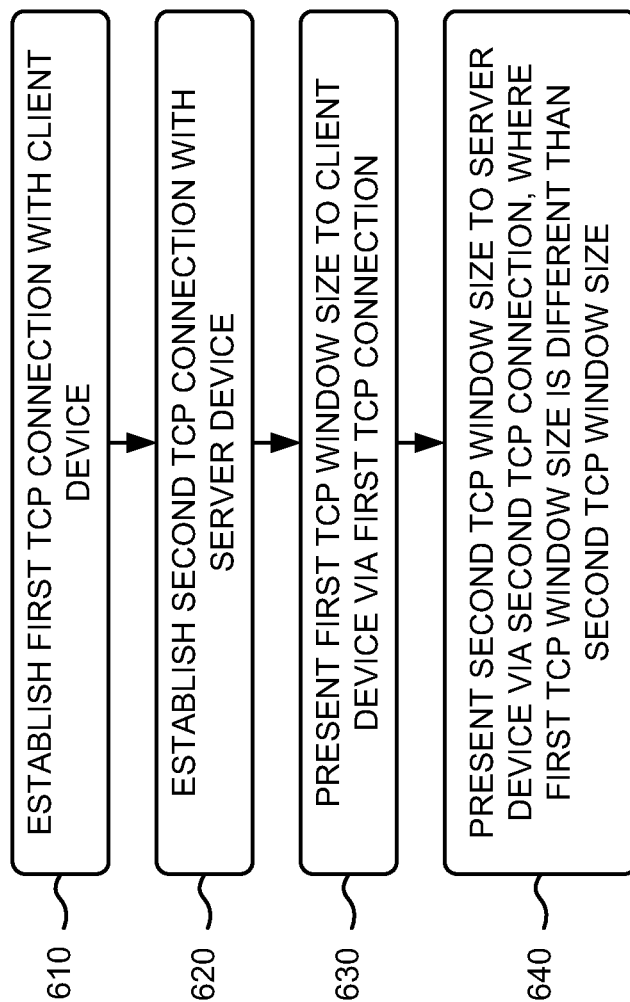 610
ESTABLISH FIRST TCP CONNECTION WITH CLIENT
DEVICE
620
ESTABLISH SECOND TCP CONNECTION WITH
SERVER DEVICE
630
PRESENT FIRST TCP WINDOW SIZE TO CLIENT
DEVICE VIA FIRST TCP CONNECTION
640
PRESENT SECOND TCP WINDOW SIZE TO SERVER
DEVICE VIA SECOND TCP CONNECTION, WHERE
FIRST TCP WINDOW SIZE IS DIFFERENT THAN
SECOND TCP WINDOW SIZE